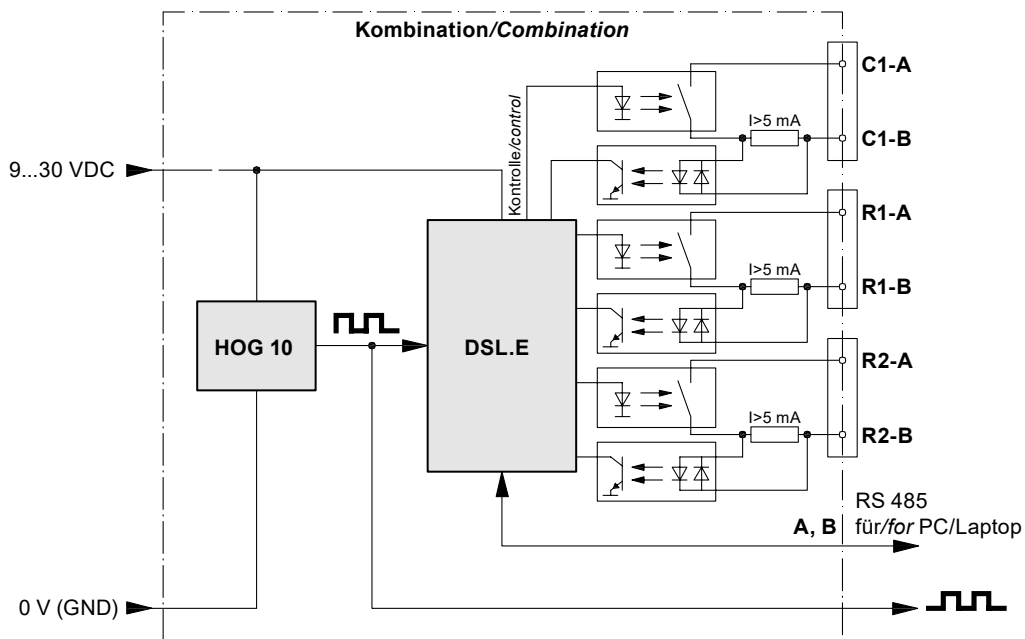 Kombination/Combination
C1-A
I>5 mA
C1-B
Kontrolle/control
9...30 VDC
R1-A
I>5 mA
R1-B
HOG 10
DSL.E
R2-A
I>5 mA
R2-B
RS 485
A, B für/for PC/Laptop
0 V (GND)